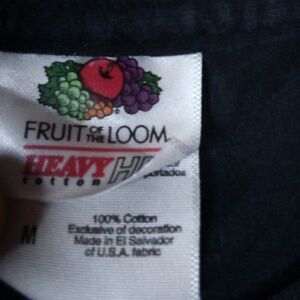 FRUIT OF THE LOOM
HEAVY
cotton
M
100% Cotton
Exclusive of decoration
Made in El Salvador
of U.S.A. fabric